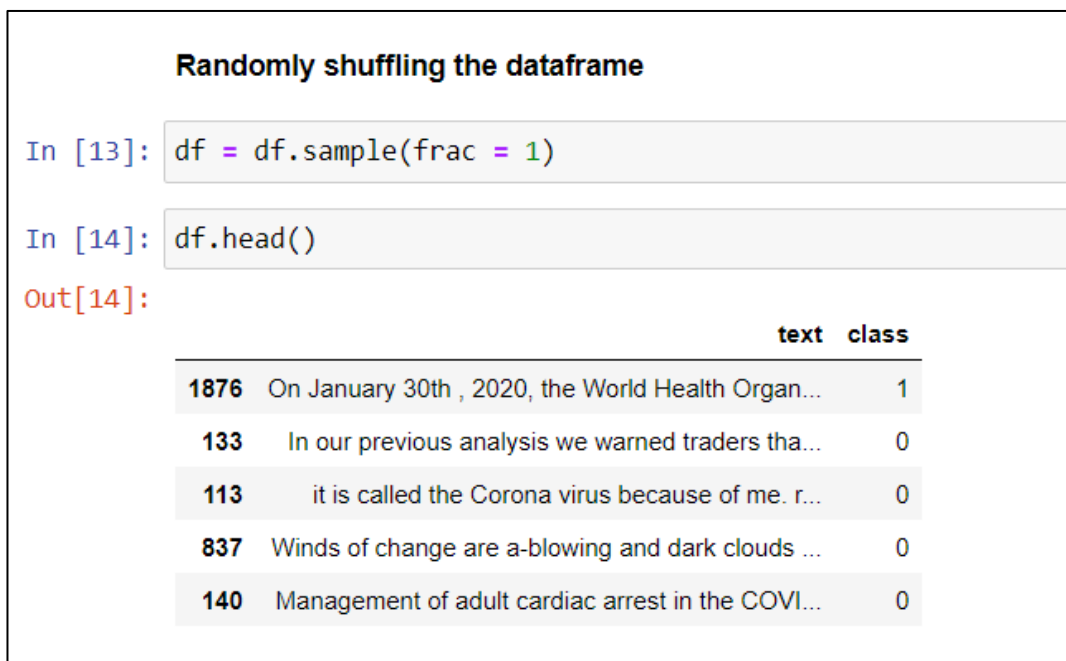 Randomly shuffling the dataframe
In [13]: df = df.sample(frac = 1)
In [14]: df.head()
Out[14]:
text class
1876 On January 30th , 2020, the World Health Organ... 1
133 In our previous analysis we warned traders tha... 0
113 it is called the Corona virus because of me. r... 0
837 Winds of change are a-blowing and dark clouds ... 0
140 Management of adult cardiac arrest in the COVI... 0